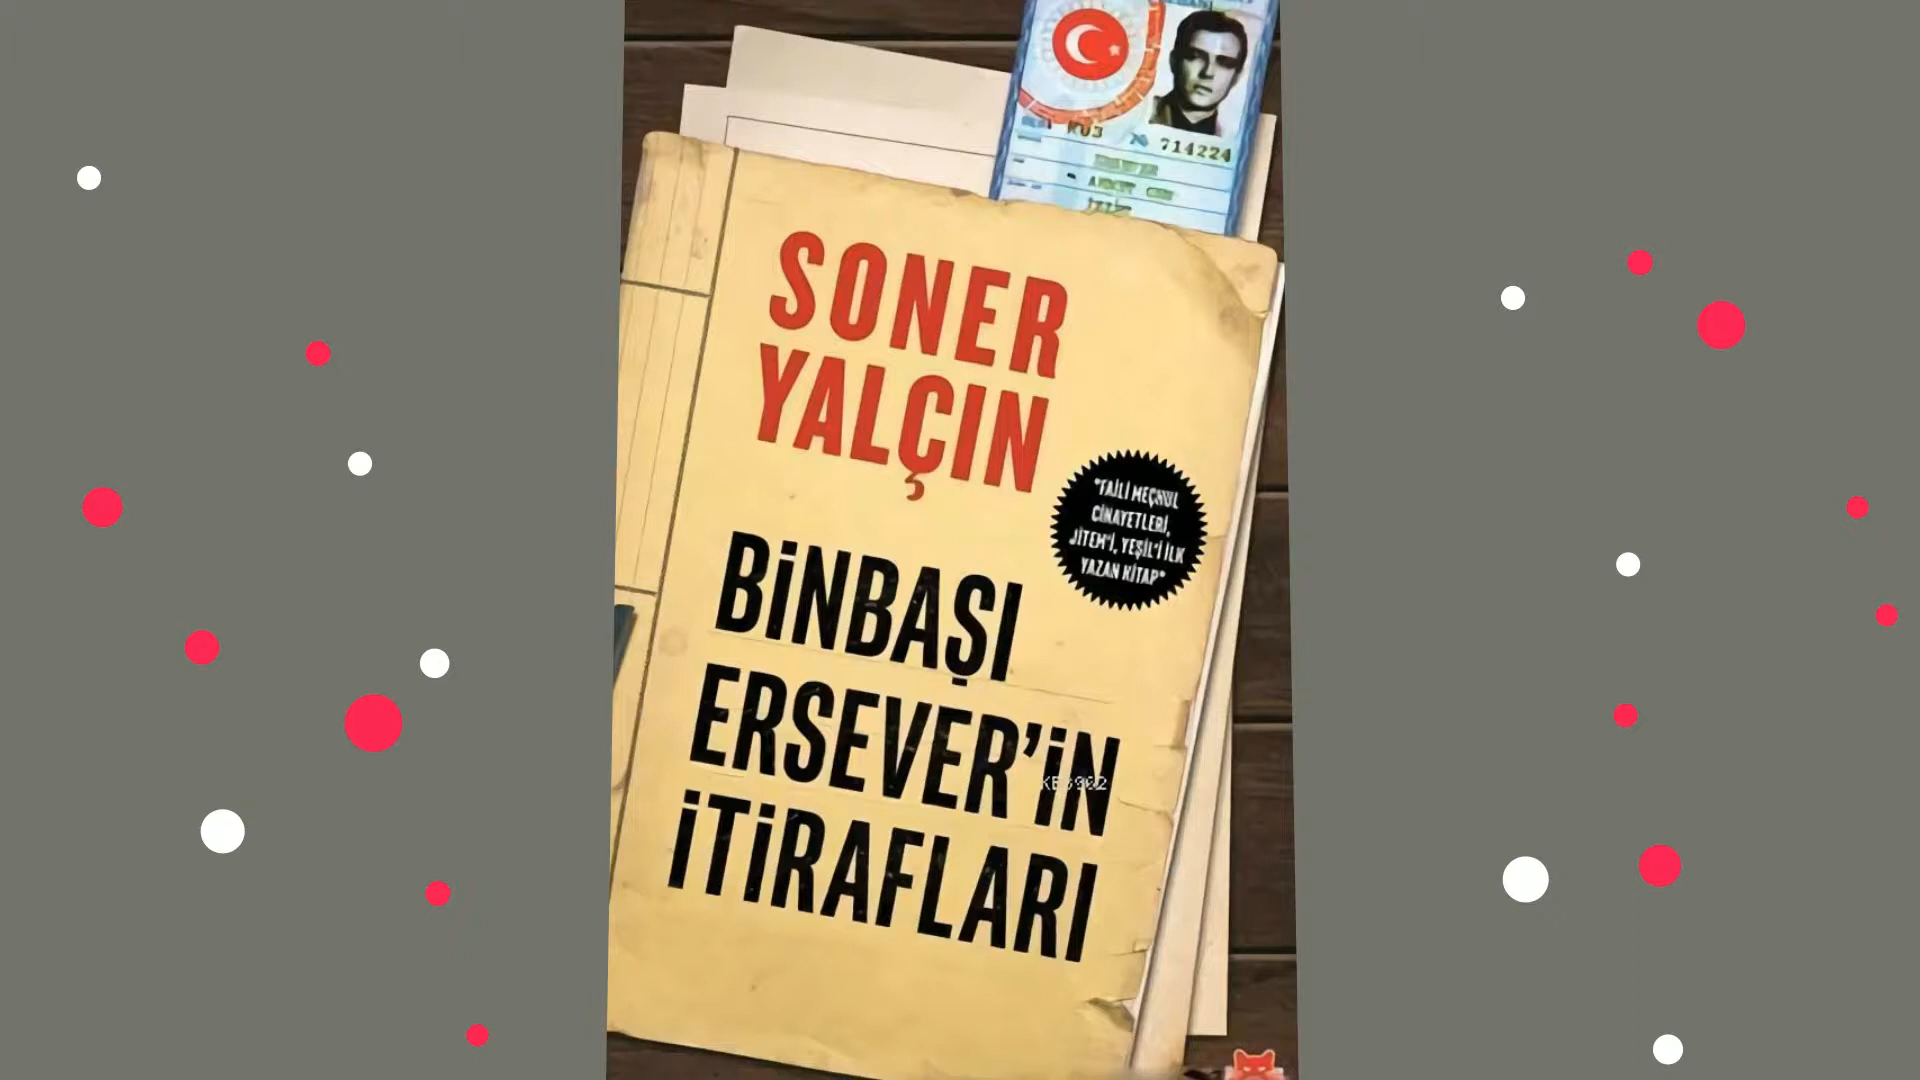 714224
SONER
YALÇIN
"FAİLİ MEÇHUL
CİNAYETLERİ,
JİTEM'İ, YEŞİL'İ İLK
YAZAN KİTAP"
BİNBAŞI
ERSEVER'İN
İTİRAFLARI